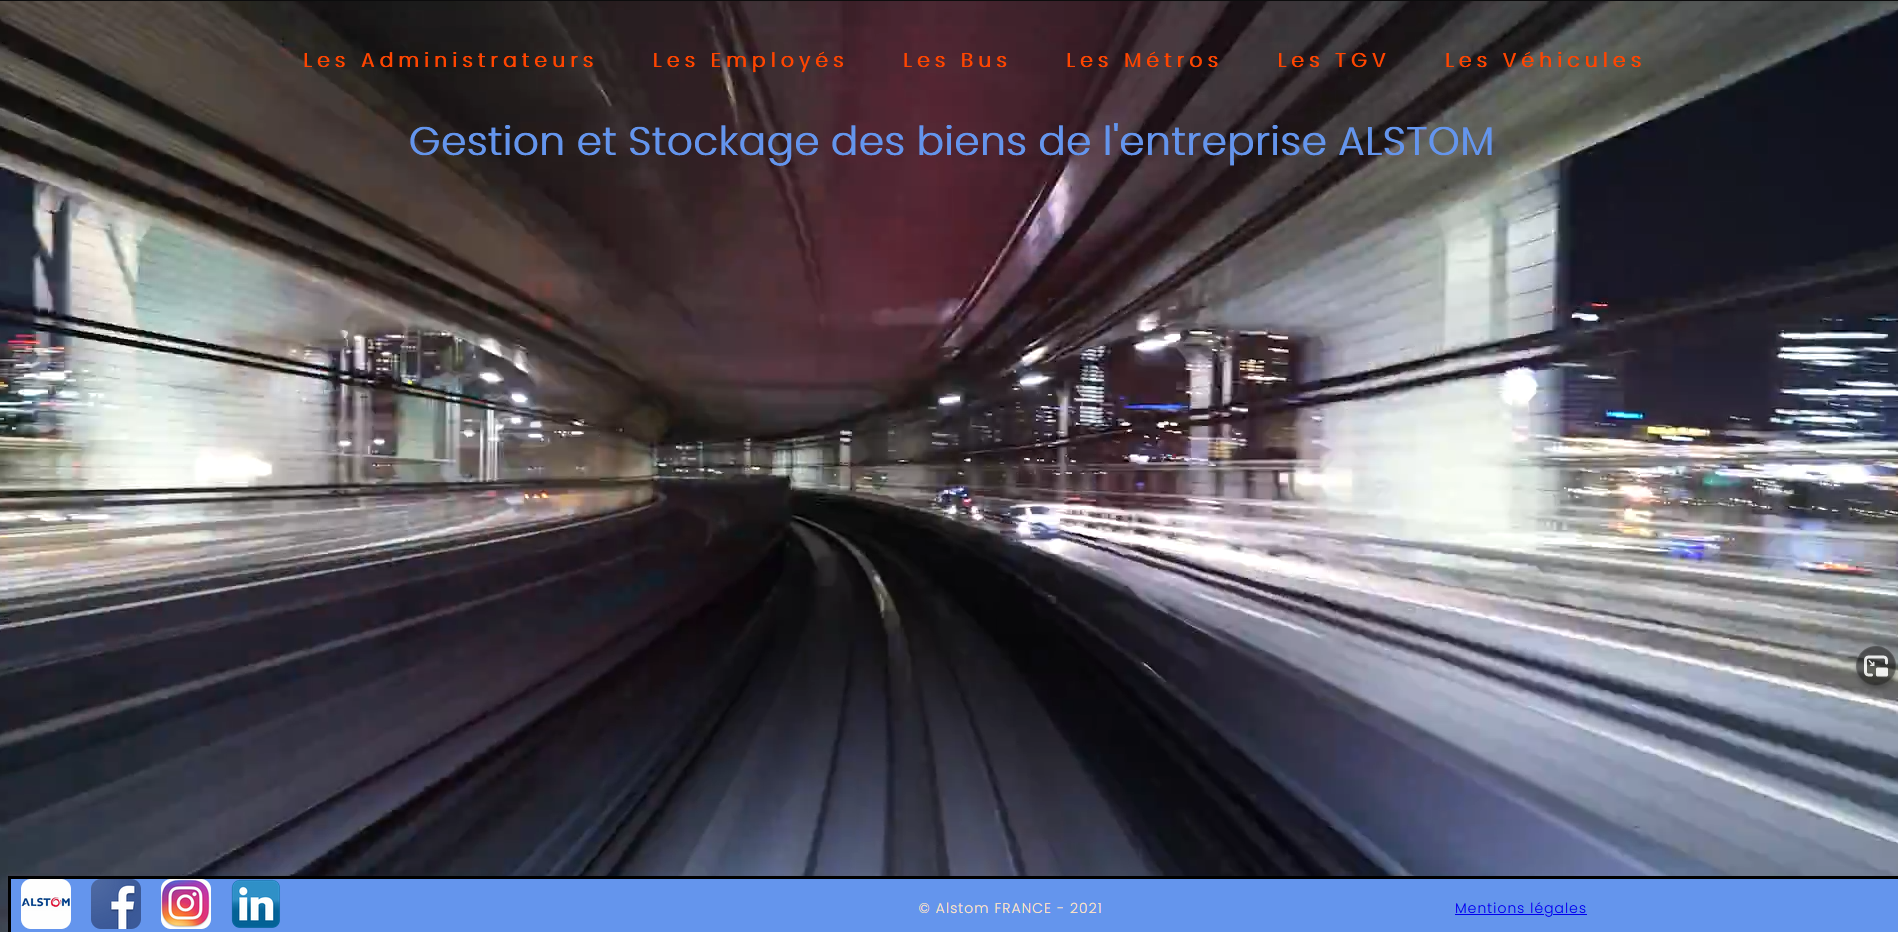 Les Administrateurs Les Employés Les Bus Les Métros Les TGV Les Véhicules
Gestion et Stockage des biens de l'entreprise ALSTOM
ALSTOM f in © Alstom FRANCE - 2021 Mentions légales